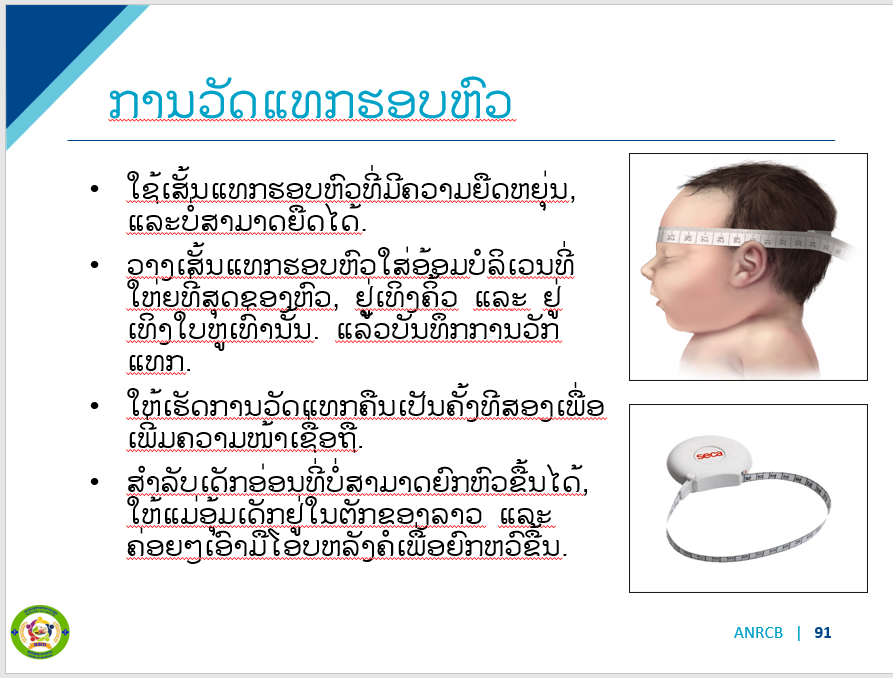 ການວັດແທກຮອບຫົວ
• ໃຊ້ເສັ້ນແທກຮອບຫົວທີ່ມີຄວາມຍືດຫຍຸ່ນ,
ແລະບໍ່ສາມາດຍືດໄດ້.
• ວາງເສັ້ນແທກຮອບຫົວໃສ່ອ້ອມບໍລິເວນທີ່
ໃຫ່ຍທີ່ສຸດຂອງຫົວ, ຢູ່ເທິງຄິ້ວ ແລະ ຢູ່
ເທິງໃບຫູເທົ່ານັ້ນ. ແລ້ວບັນທຶກການວັກ
ແທກ.
• ໃຫ້ເຮັດການວັດແທກຄືນເປັນຄັ້ງທີສອງເພື່ອ
ເພີ່ມຄວາມໜ້າເຊື່ອຖື.
• ສຳລັບເດັກອ່ອນທີ່ບໍ່ສາມາດຍົກຫົວຂຶ້ນໄດ້,
ໃຫ້ແມ່ອຸ້ມເດັກຢູ່ໃນຕັກຂອງລາວ ແລະ
ຄ່ອຍໆເອົາມືໂອບຫລັງຄໍເພື່ອຍົກຫວົຂຶ້ນ.
seca
ANRCB | 91